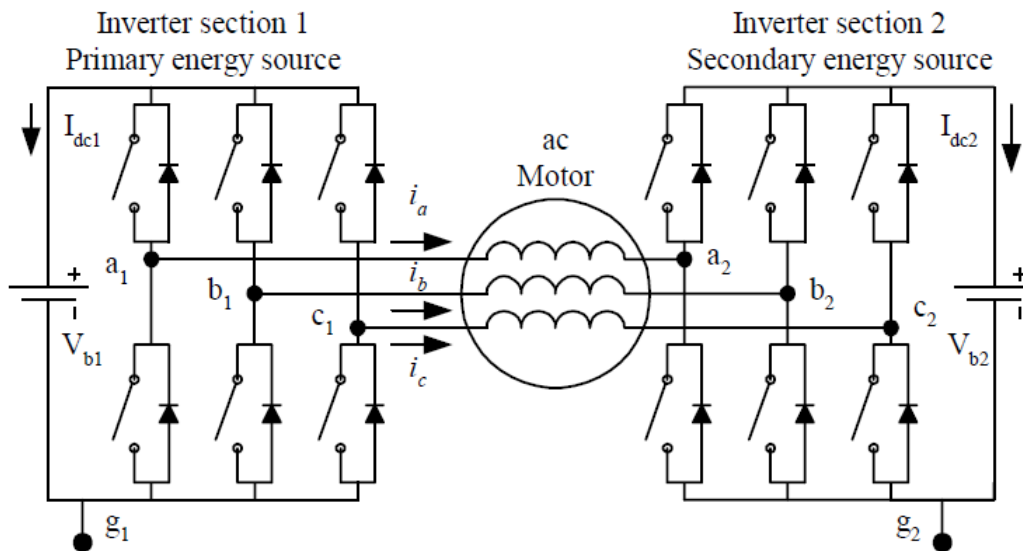 Inverter section 1
Primary energy source
Inverter section 2
Secondary energy source
I_dc1
ac
Motor
I_dc2
i_a
a_1
a_2
i_b
b_1
b_2
+
-
c_1
c_2
+
-
V_b1
i_c
V_b2
g_1
g_2